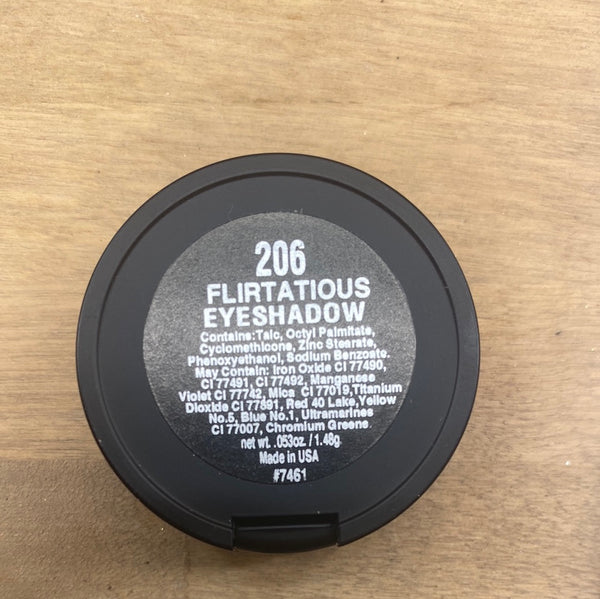 206
FLIRTATIOUS
EYESHADOW
Contains:Talc, Octyl Palmitate,
Cyclomethicone, Zinc Stearate,
Phenoxyethanol, Sodium Benzoate.
May Contain: Iron Oxide CI 77490,
CI 77491, CI 77492, Manganese
Violet CI 77742, Mica CI 77019,Titanium
Dioxide CI 77891, Red 40 Lake,Yellow
No.5, Blue No.1, Ultramarines
CI 77007, Chromium Greens
net wt. .053oz. / 1.48g
Made in USA
#7461